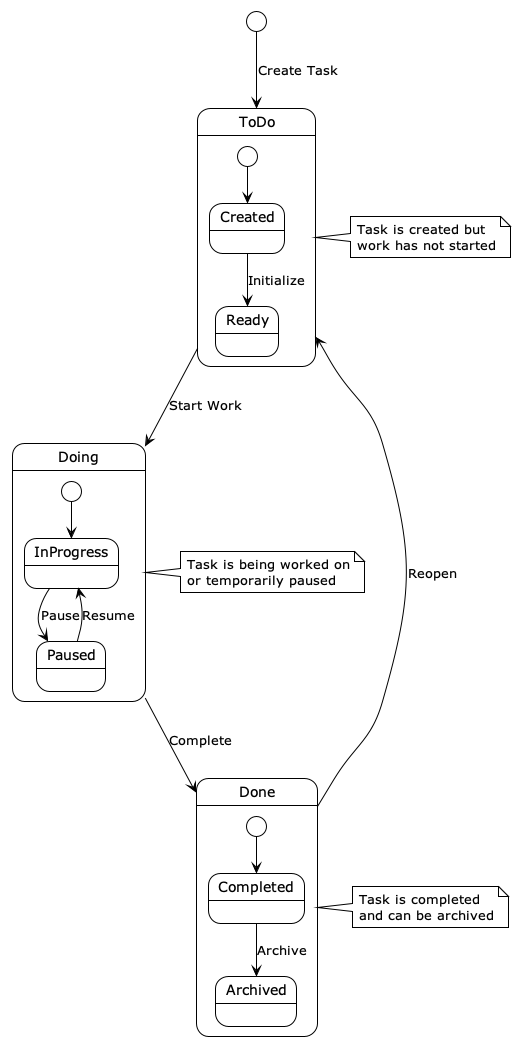 Create Task
ToDo
Created
Task is created but
work has not started
Initialize
Ready
Start Work
Doing
InProgress
Task is being worked on
or temporarily paused
Reopen
Pause
Resume
Paused
Complete
Done
Completed
Task is completed
and can be archived
Archive
Archived